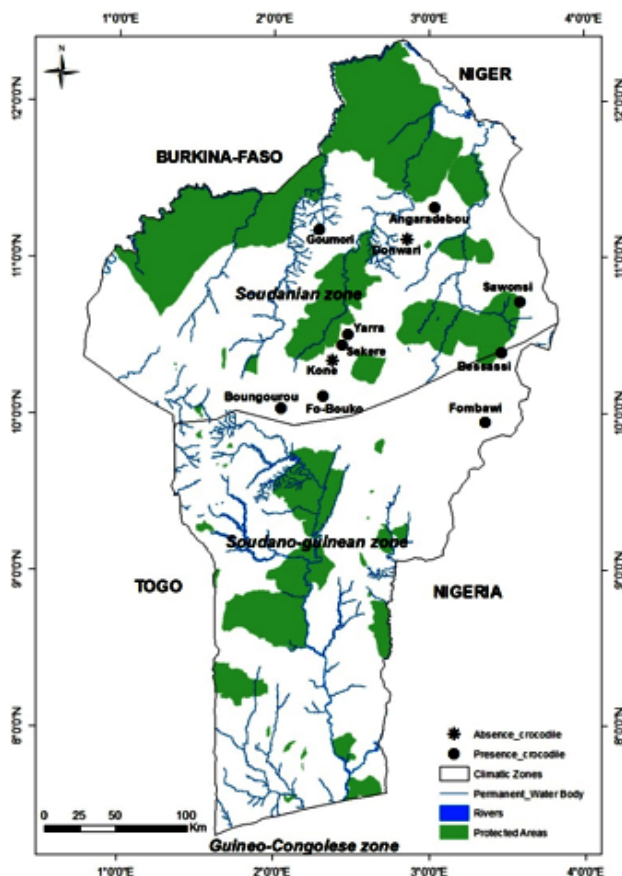 1°0'0"E 2°0'0"E 3°0'0"E 4°0'0"E
N
NIGER
12°0'0"N 12°0'0"N
BURKINA-FASO
Angaradebou
Goumori
Donwari
11°0'0"N 11°0'0"N
Sawonsi
Soudanian zone
Yarra
Sekere
Kone
Bessassi
Boungourou
Fo-Bouko
Fombawi
10°0'0"N 10°0'0"N
Soudano-guinean zone
9°0'0"N 9°0'0"N
TOGO
NIGERIA
8°0'0"N 8°0'0"N
Absence_crocodile
Presence_crocodile
Climatic Zones
Permanent_Water Body
Rivers
Protected Areas
0 25 50 100
Km
Guineo-Congolese zone
1°0'0"E 2°0'0"E 3°0'0"E 4°0'0"E